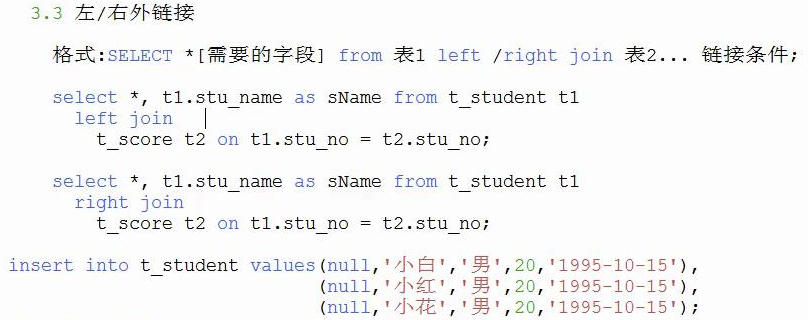 3.3 左/右外链接
格式:SELECT *[需要的字段] from 表1 left /right join 表2... 链接条件;
select *, t1.stu_name as sName from t_student t1
left join
t_score t2 on t1.stu_no = t2.stu_no;
select *, t1.stu_name as sName from t_student t1
right join
t_score t2 on t1.stu_no = t2.stu_no;
insert into t_student values(null,'小白','男',20,'1995-10-15'),
(null,'小红','男',20,'1995-10-15'),
(null,'小花','男',20,'1995-10-15');